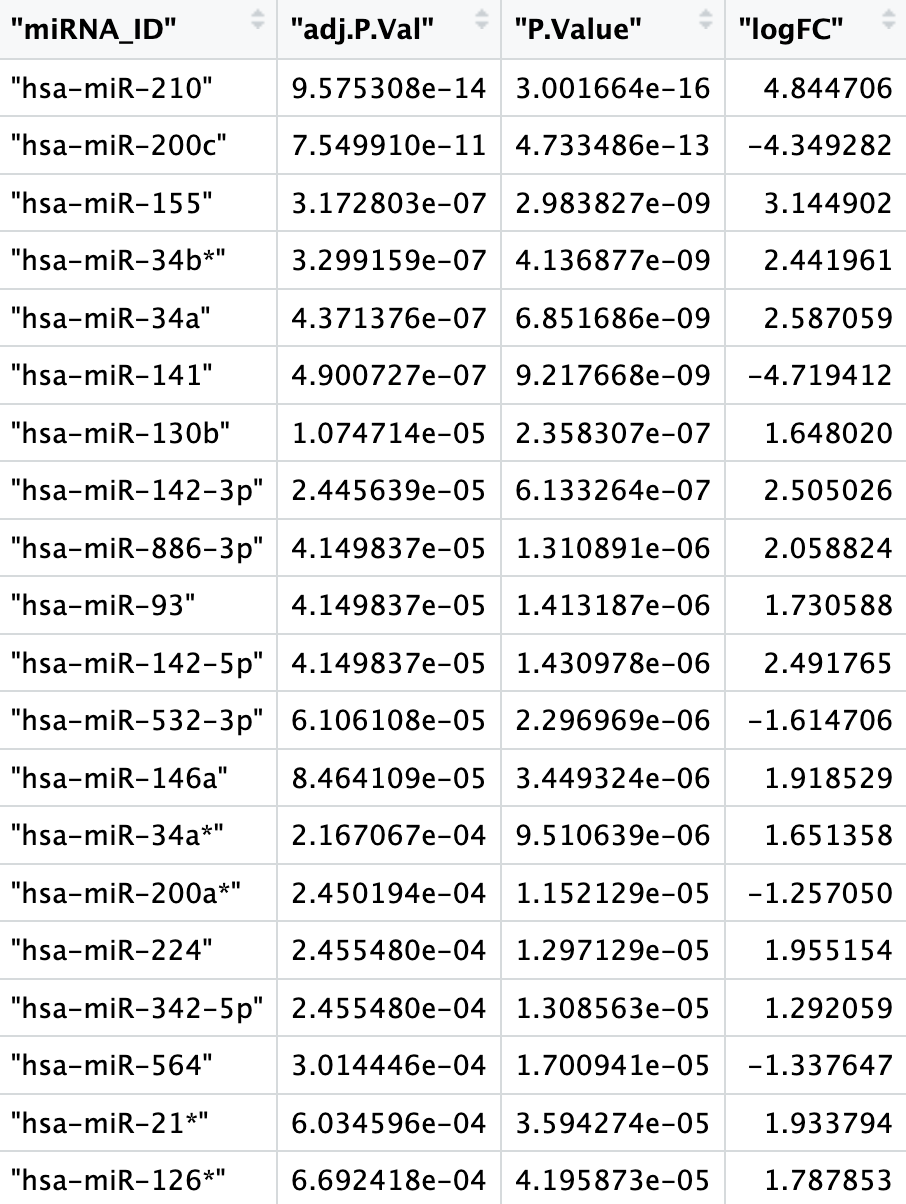 "miRNA_ID" "adj.P.Val" "P.Value" "logFC"
"hsa-miR-210" 9.575308e-14 3.001664e-16 4.844706
"hsa-miR-200c" 7.549910e-11 4.733486e-13 -4.349282
"hsa-miR-155" 3.172803e-07 2.983827e-09 3.144902
"hsa-miR-34b*" 3.299159e-07 4.136877e-09 2.441961
"hsa-miR-34a" 4.371376e-07 6.851686e-09 2.587059
"hsa-miR-141" 4.900727e-07 9.217668e-09 -4.719412
"hsa-miR-130b" 1.074714e-05 2.358307e-07 1.648020
"hsa-miR-142-3p" 2.445639e-05 6.133264e-07 2.505026
"hsa-miR-886-3p" 4.149837e-05 1.310891e-06 2.058824
"hsa-miR-93" 4.149837e-05 1.413187e-06 1.730588
"hsa-miR-142-5p" 4.149837e-05 1.430978e-06 2.491765
"hsa-miR-532-3p" 6.106108e-05 2.296969e-06 -1.614706
"hsa-miR-146a" 8.464109e-05 3.449324e-06 1.918529
"hsa-miR-34a*" 2.167067e-04 9.510639e-06 1.651358
"hsa-miR-200a*" 2.450194e-04 1.152129e-05 -1.257050
"hsa-miR-224" 2.455480e-04 1.297129e-05 1.955154
"hsa-miR-342-5p" 2.455480e-04 1.308563e-05 1.292059
"hsa-miR-564" 3.014446e-04 1.700941e-05 -1.337647
"hsa-miR-21*" 6.034596e-04 3.594274e-05 1.933794
"hsa-miR-126*" 6.692418e-04 4.195873e-05 1.787853